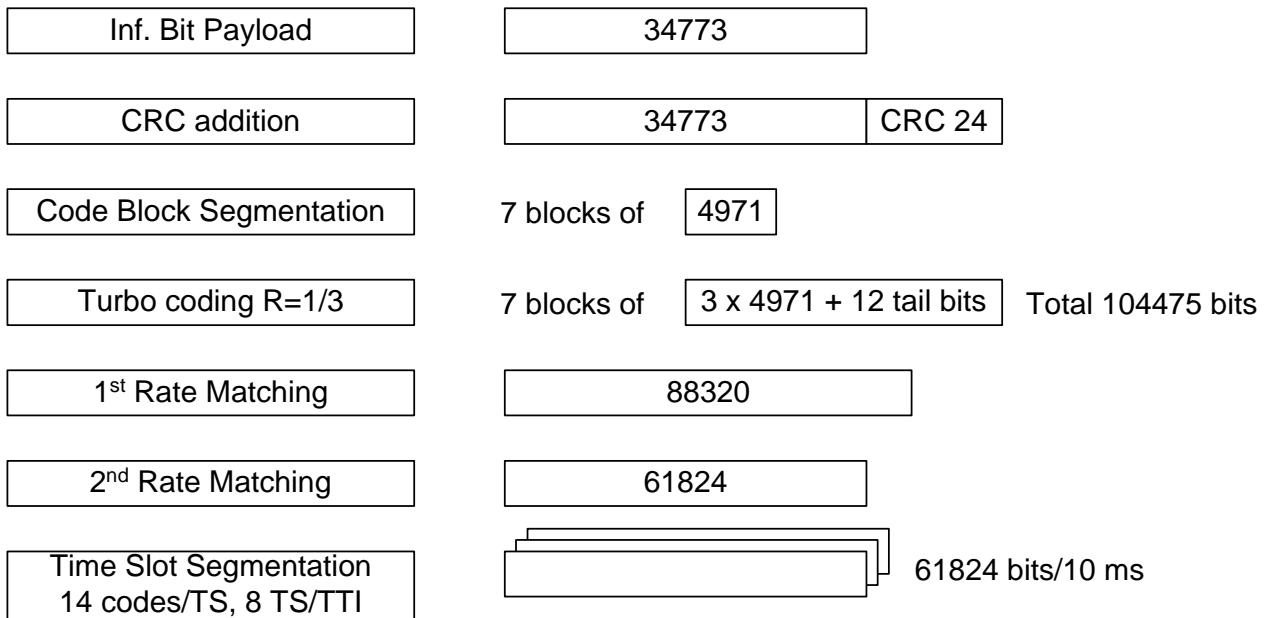 Inf. Bit Payload 34773
CRC addition 34773 CRC 24
Code Block Segmentation 7 blocks of 4971
Turbo coding R=1/3 7 blocks of 3 x 4971 + 12 tail bits Total 104475 bits
1st Rate Matching 88320
2nd Rate Matching 61824
Time Slot Segmentation
14 codes/TS, 8 TS/TTI
61824 bits/10 ms